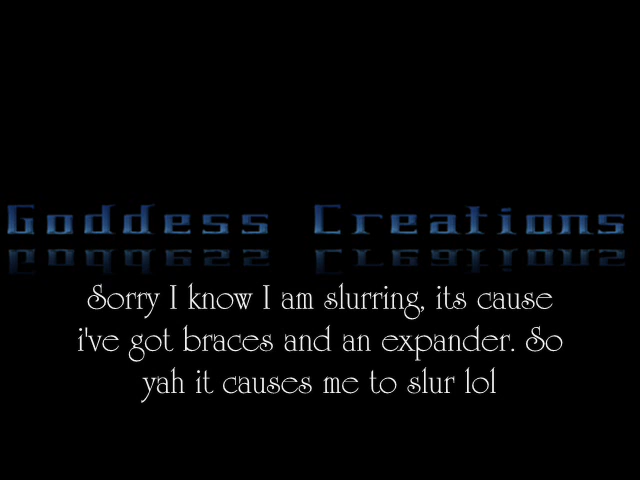 Goddess Creations
Sorry I know I am slurring, its cause
i've got braces and an expander. So
yah it causes me to slur lol